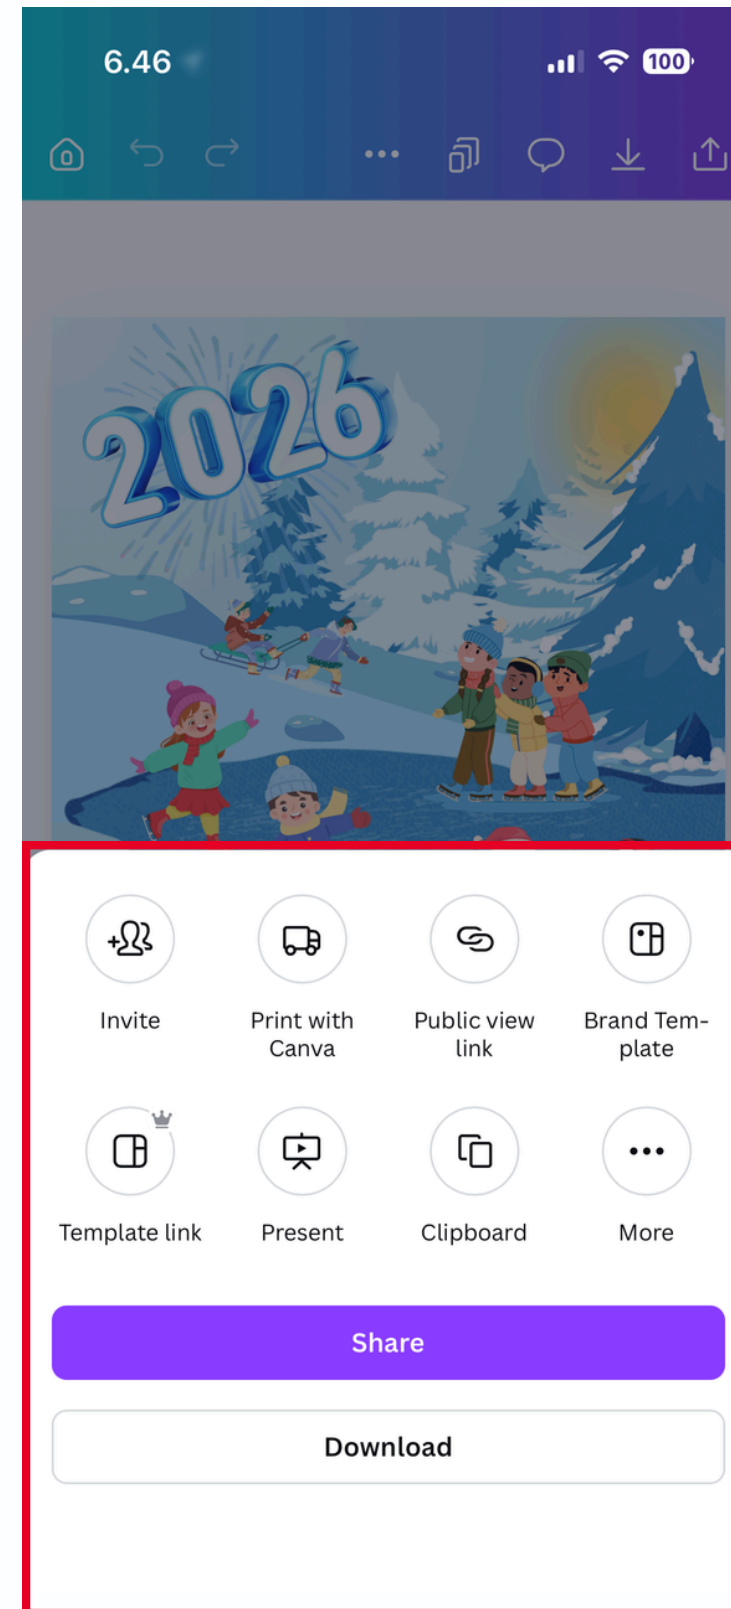 6.46
100
2026
Invite
Print with
Canva
Public view
link
Brand Tem-
plate
Template link
Present
Clipboard
More
Share
Download